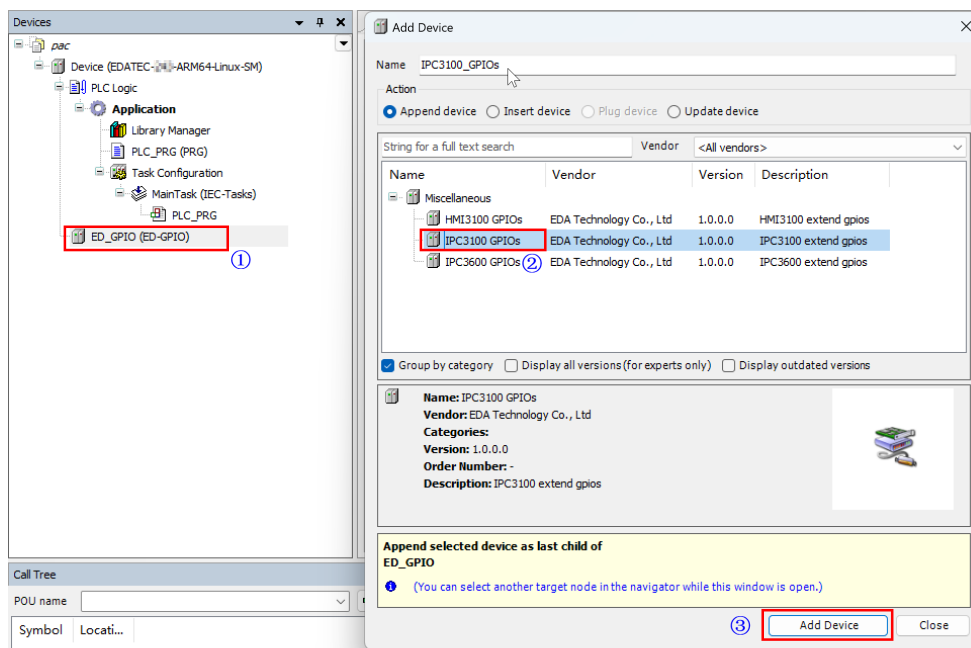 Devices
pac
Device (EDATEC-
-ARM64-Linux-SM)
PLC Logic
Application
Library Manager
PLC_PRG (PRG)
Task Configuration
MainTask (IEC-Tasks)
PLC_PRG
ED_GPIO (ED-GPIO)
①
Call Tree
POU name
Symbol Locati...
Add Device
Name IPC3100_GPIOs
Action
Append device Insert device Plug device Update device
String for a full text search Vendor <All vendors>
Name Vendor Version Description
Miscellaneous
HMI3100 GPIOs EDA Technology Co., Ltd 1.0.0.0 HMI3100 extend gpios
IPC3100 GPIOs EDA Technology Co., Ltd 1.0.0.0 IPC3100 extend gpios
IPC3600 GPIOs ② EDA Technology Co., Ltd 1.0.0.0 IPC3600 extend gpios
Group by category Display all versions (for experts only) Display outdated versions
Name: IPC3100 GPIOs
Vendor: EDA Technology Co., Ltd
Categories:
Version: 1.0.0.0
Order Number: -
Description: IPC3100 extend gpios
Append selected device as last child of
ED_GPIO
(You can select another target node in the navigator while this window is open.)
③ Add Device Close